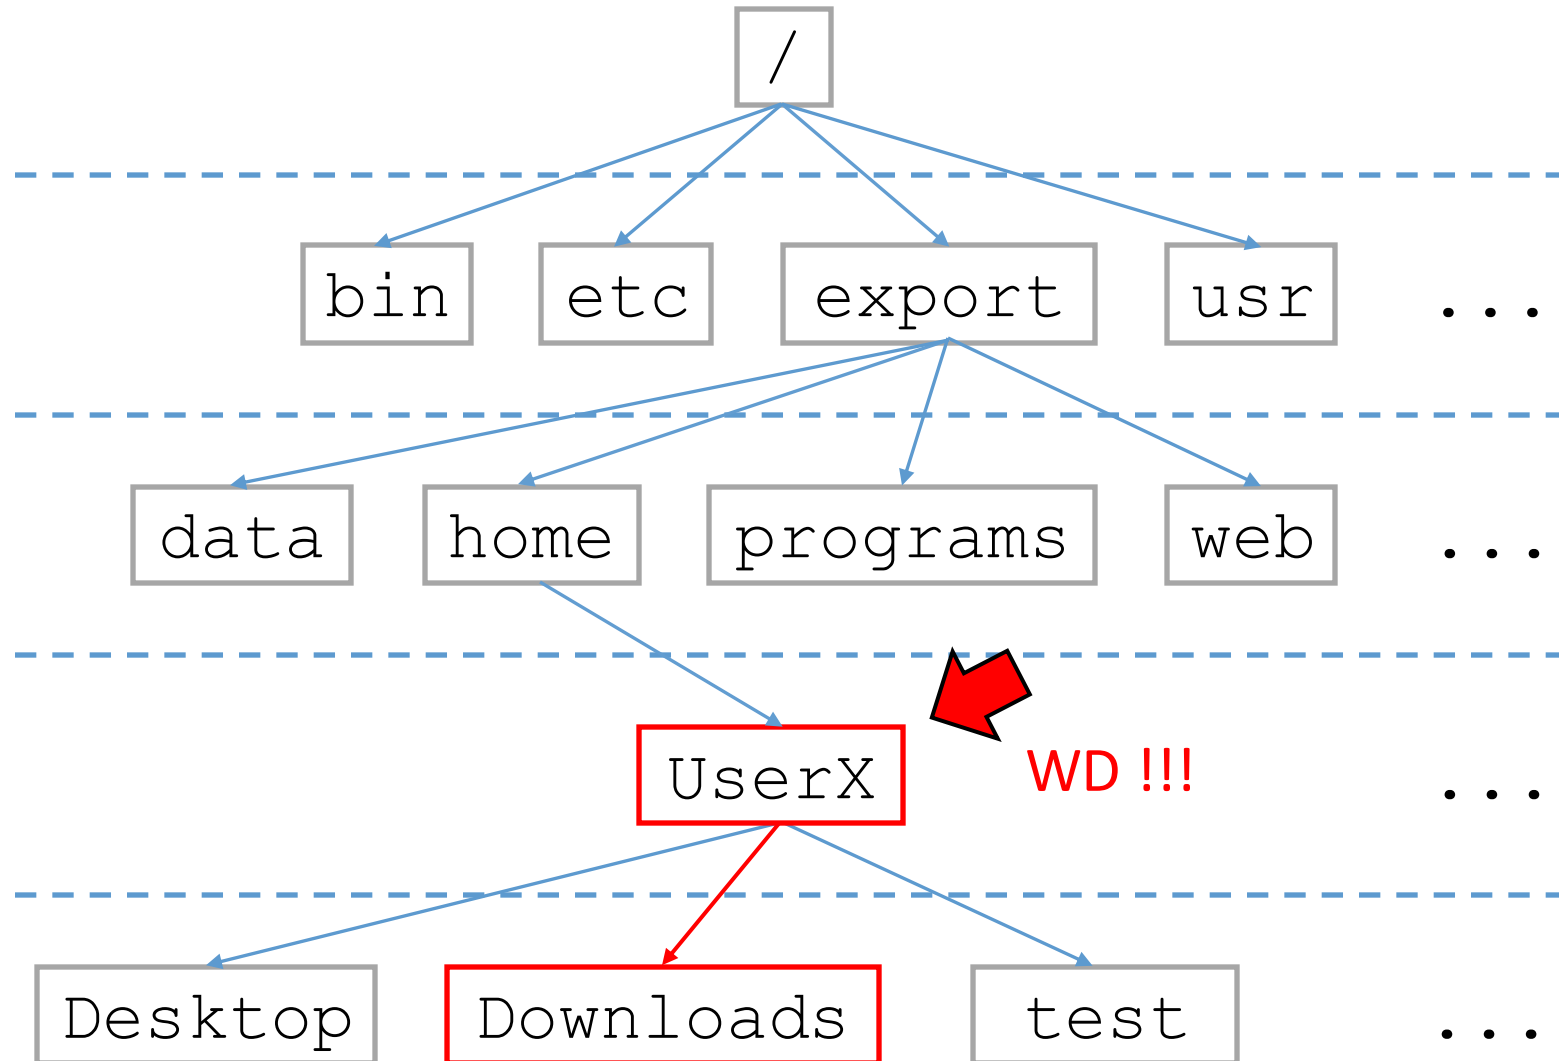 /
bin etc export usr ...
data home programs web ...
UserX WD !!! ...
Desktop Downloads test ...